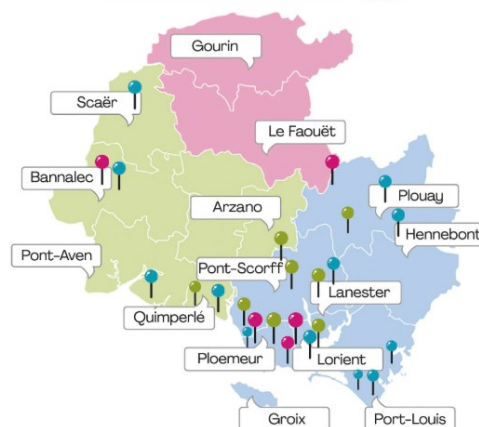 Gourin
Scaër
Le Faouët
Bannalec
Plouay
Arzano
Hennebont
Pont-Aven
Pont-Scorff
Lanester
Quimperlé
Ploemeur
Lorient
Groix
Port-Louis